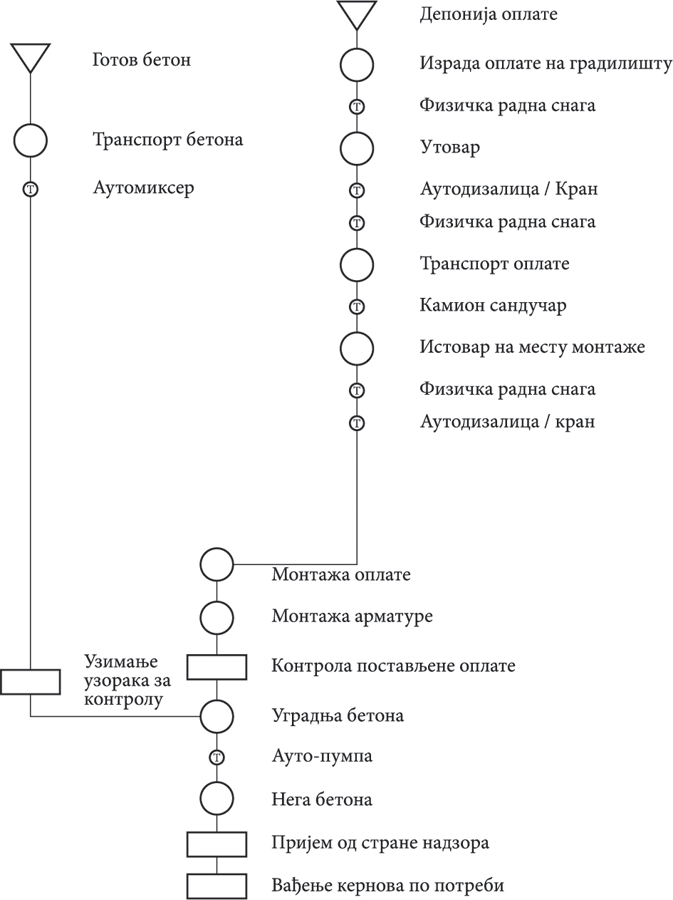 Готов бетон
Транспорт бетона
Т
Аутомиксер
Узимање
узорака за
контролу
Депонија оплате
Израда оплате на градилишту
Т
Физичка радна снага
Утовар
Т
Аутодизалица / Кран
Т
Физичка радна снага
Транспорт оплате
Т
Камион сандучар
Истовар на месту монтаже
Т
Физичка радна снага
Т
Аутодизалица / кран
Монтажа оплате
Монтажа арматуре
Контрола постављене оплате
Уградња бетона
Т
Ауто-пумпа
Нега бетона
Пријем од стране надзора
Вађење кернова по потреби